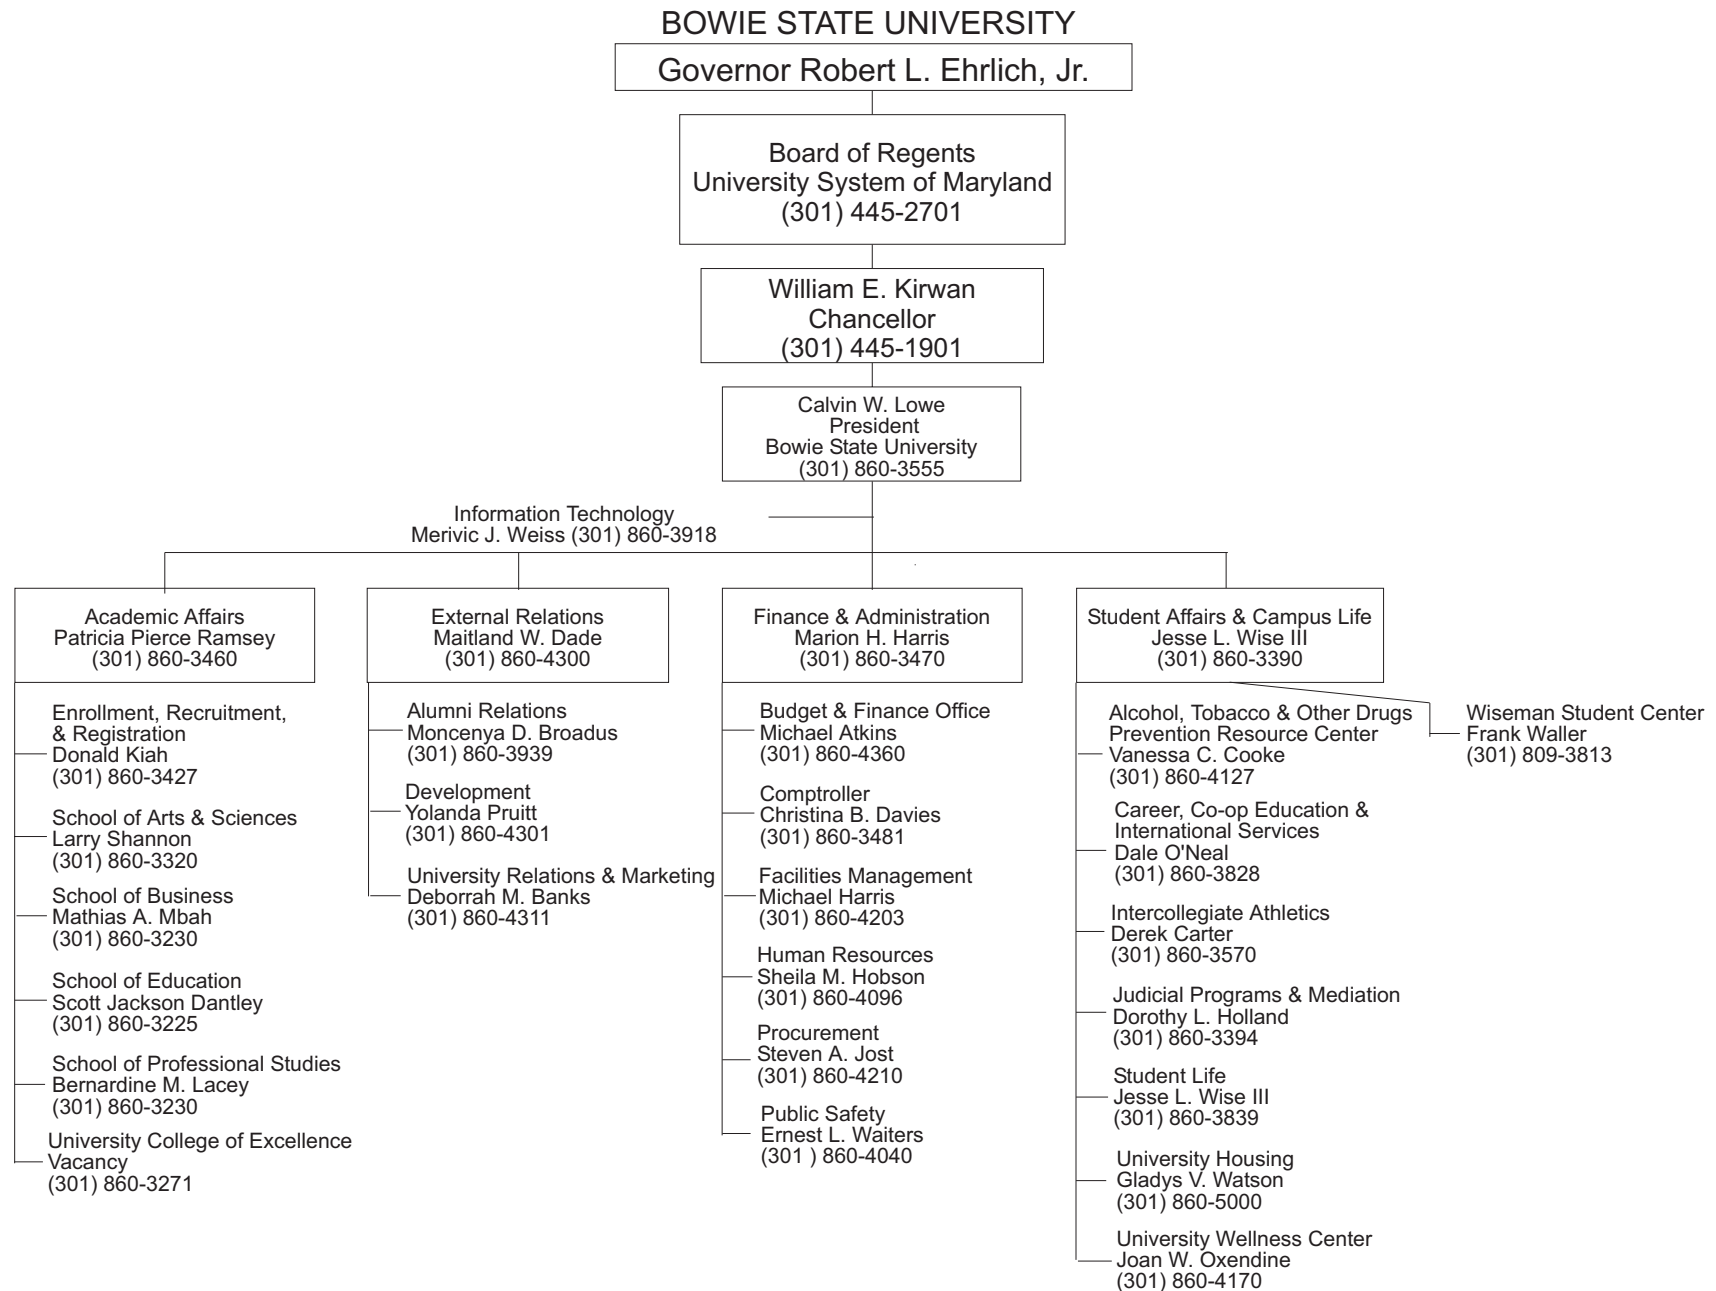 BOWIE STATE UNIVERSITY
Governor Robert L. Ehrlich, Jr.
Board of Regents
University System of Maryland
(301) 445-2701
William E. Kirwan
Chancellor
(301) 445-1901
Calvin W. Lowe
President
Bowie State University
(301) 860-3555
Information Technology
Merivic J. Weiss (301) 860-3918
Academic Affairs
Patricia Pierce Ramsey
(301) 860-3460
Enrollment, Recruitment,
& Registration
Donald Kiah
(301) 860-3427
School of Arts & Sciences
Larry Shannon
(301) 860-3320
School of Business
Mathias A. Mbah
(301) 860-3230
School of Education
Scott Jackson Dantley
(301) 860-3225
School of Professional Studies
Bernardine M. Lacey
(301) 860-3230
University College of Excellence
Vacancy
(301) 860-3271
External Relations
Maitland W. Dade
(301) 860-4300
Alumni Relations
Moncenya D. Broadus
(301) 860-3939
Development
Yolanda Pruitt
(301) 860-4301
University Relations & Marketing
Deborrah M. Banks
(301) 860-4311
Finance & Administration
Marion H. Harris
(301) 860-3470
Budget & Finance Office
Michael Atkins
(301) 860-4360
Comptroller
Christina B. Davies
(301) 860-3481
Facilities Management
Michael Harris
(301) 860-4203
Human Resources
Sheila M. Hobson
(301) 860-4096
Procurement
Steven A. Jost
(301) 860-4210
Public Safety
Ernest L. Waiters
(301 ) 860-4040
Student Affairs & Campus Life
Jesse L. Wise III
(301) 860-3390
Alcohol, Tobacco & Other Drugs
Prevention Resource Center
Vanessa C. Cooke
(301) 860-4127
Career, Co-op Education &
International Services
Dale O'Neal
(301) 860-3828
Intercollegiate Athletics
Derek Carter
(301) 860-3570
Judicial Programs & Mediation
Dorothy L. Holland
(301) 860-3394
Student Life
Jesse L. Wise III
(301) 860-3839
University Housing
Gladys V. Watson
(301) 860-5000
University Wellness Center
Joan W. Oxendine
(301) 860-4170
Wiseman Student Center
Frank Waller
(301) 809-3813